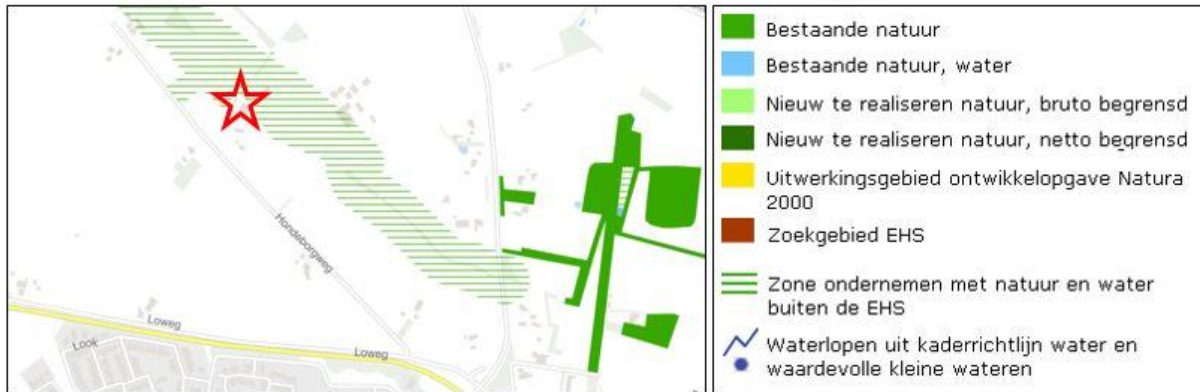 Hondeborgweg
Loweg
Look
Loweg
Bestaande natuur
Bestaande natuur, water
Nieuw te realiseren natuur, bruto begrensd
Nieuw te realiseren natuur, netto begrensd
Uitwerkingsgebied ontwikkelopgave Natura
2000
Zoekgebied EHS
Zone ondernemen met natuur en water
buiten de EHS
Waterlopen uit kaderrichtlijn water en
waardevolle kleine wateren